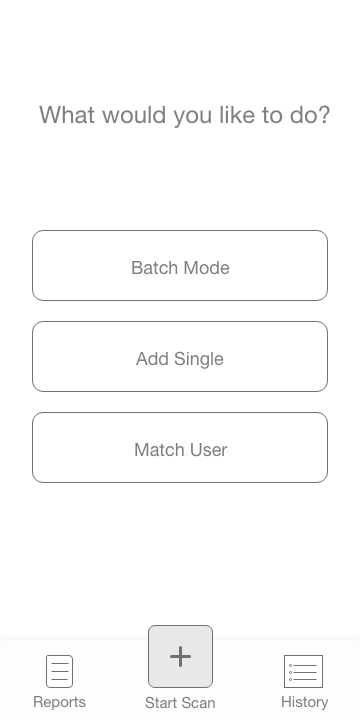 What would you like to do?
Batch Mode
Add Single
Match User
Reports
Start Scan
History